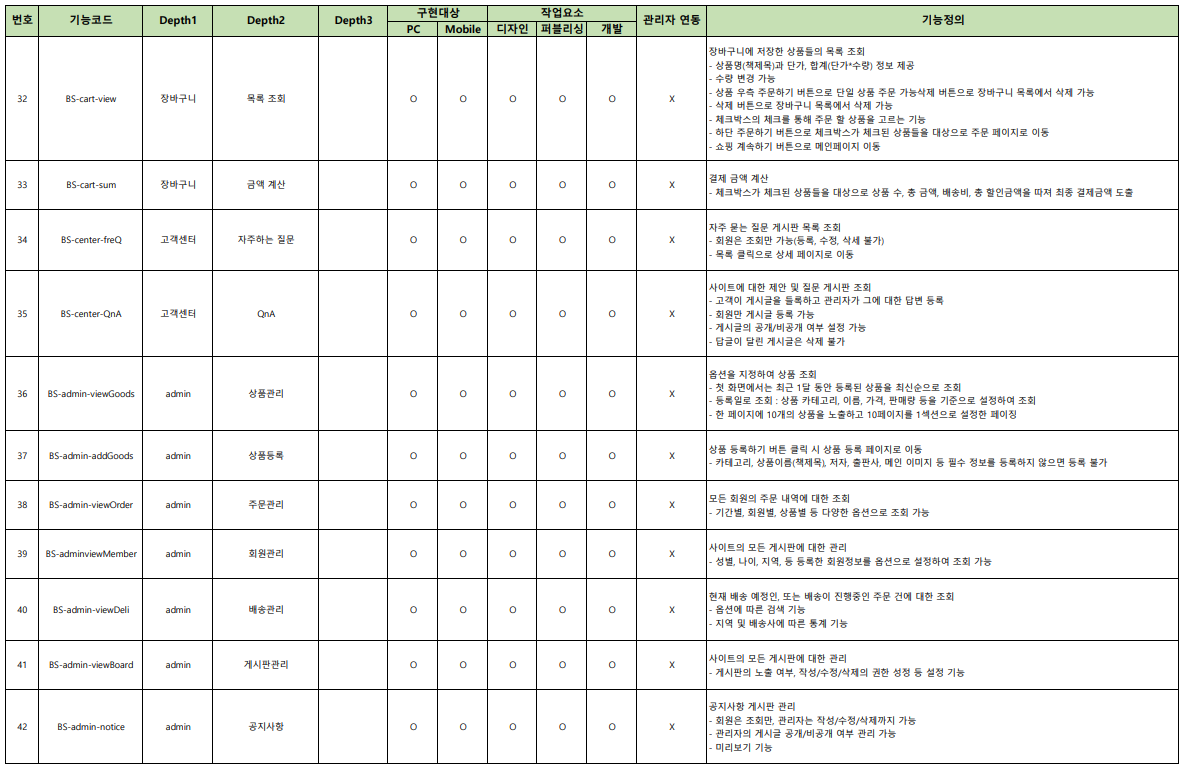 번호 기능코드 Depth1 Depth2 Depth3 구현대상 작업요소 관리자 연동 기능정의
PC Mobile 디자인 퍼블리싱 개발
32 BS-cart-view 장바구니 목록 조회 O O O O O X
장바구니에 저장한 상품들의 목록 조회
- 상품명(책제목)과 단가, 합계(단가*수량) 정보 제공
- 수량 변경 가능
- 상품 우측 주문하기 버튼으로 단일 상품 주문 가능삭제 버튼으로 장바구니 목록에서 삭제 가능
- 삭제 버튼으로 장바구니 목록에서 삭제 가능
- 체크박스의 체크를 통해 주문 할 상품을 고르는 기능
- 하단 주문하기 버튼으로 체크박스가 체크된 상품들을 대상으로 주문 페이지로 이동
- 쇼핑 계속하기 버튼으로 메인페이지 이동
33 BS-cart-sum 장바구니 금액 계산 O O O O O X
결제 금액 계산
- 체크박스가 체크된 상품들을 대상으로 상품 수, 총 금액, 배송비, 총 할인금액을 따져 최종 결제금액 도출
34 BS-center-freQ 고객센터 자주하는 질문 O O O O O X
자주 묻는 질문 게시판 목록 조회
- 회원은 조회만 가능(등록, 수정, 삭세 불가)
- 목록 클릭으로 상세 페이지로 이동
35 BS-center-QnA 고객센터 QnA O O O O O X
사이트에 대한 제안 및 질문 게시판 조회
- 고객이 게시글을 들록하고 관리자가 그에 대한 답변 등록
- 회원만 게시글 등록 가능
- 게시글의 공개/비공개 여부 설정 가능
- 답글이 달린 게시글은 삭제 불가
36 BS-admin-viewGoods admin 상품관리 O O O O O X
옵션을 지정하여 상품 조회
- 첫 화면에서는 최근 1달 동안 등록된 상품을 최신순으로 조회
- 등록일로 조회 : 상품 카테고리, 이름, 가격, 판매량 등을 기준으로 설정하여 조회
- 한 페이지에 10개의 상품을 노출하고 10페이지를 1섹션으로 설정한 페이징
37 BS-admin-addGoods admin 상품등록 O O O O O X
상품 등록하기 버튼 클릭 시 상품 등록 페이지로 이동
- 카테고리, 상품이름(책제목), 저자, 출판사, 메인 이미지 등 필수 정보를 등록하지 않으면 등록 불가
38 BS-admin-viewOrder admin 주문관리 O O O O O X
모든 회원의 주문 내역에 대한 조회
- 기간별, 회원별, 상품별 등 다양한 옵션으로 조회 가능
39 BS-adminviewMember admin 회원관리 O O O O O X
사이트의 모든 게시판에 대한 관리
- 성별, 나이, 지역, 등 등록한 회원정보를 옵션으로 설정하여 조회 가능
40 BS-admin-viewDeli admin 배송관리 O O O O O X
현재 배송 예정인, 또는 배송이 진행중인 주문 건에 대한 조회
- 옵션에 따른 검색 기능
- 지역 및 배송사에 따른 통계 기능
41 BS-admin-viewBoard admin 게시판관리 O O O O O X
사이트의 모든 게시판에 대한 관리
- 게시판의 노출 여부, 작성/수정/삭제의 권한 성정 등 설정 기능
42 BS-admin-notice admin 공지사항 O O O O O X
공지사항 게시판 관리
- 회원은 조회만, 관리자는 작성/수정/삭제까지 가능
- 관리자의 게시글 공개/비공개 여부 관리 가능
- 미리보기 기능